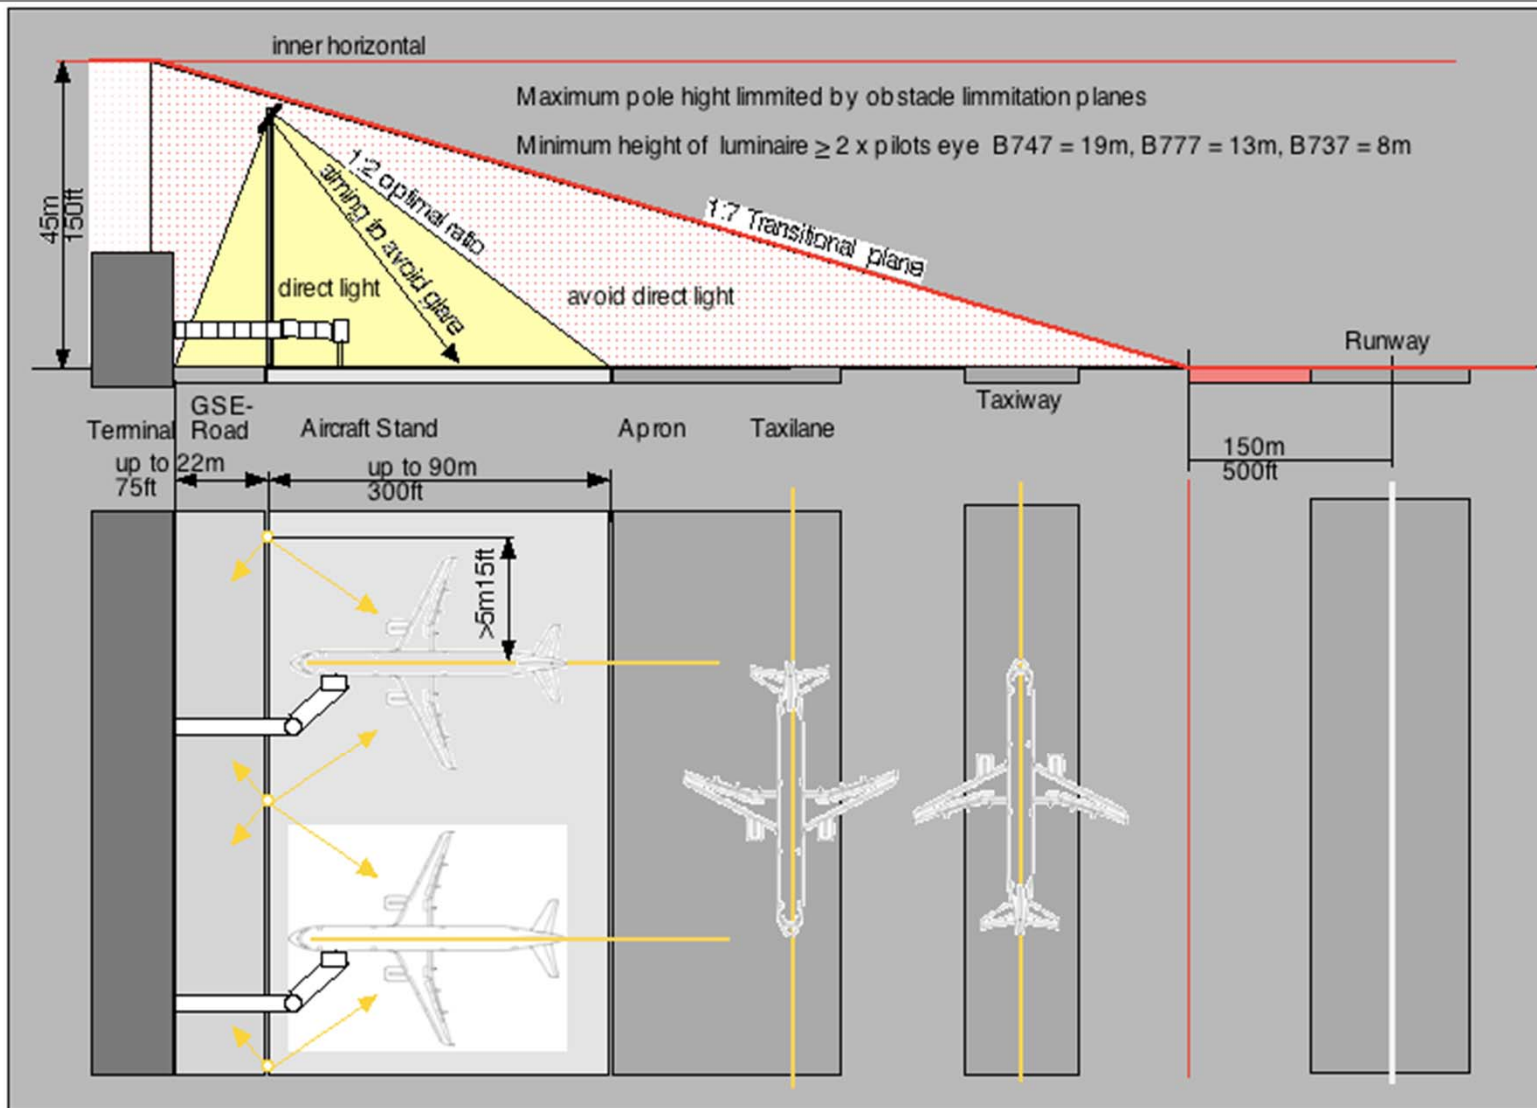 inner horizontal
Maximum pole hight limmited by obstacle limmitation planes
Minimum height of luminaire ≥ 2 x pilots eye B747 = 19m, B777 = 13m, B737 = 8m
45m
150ft
1:2 optimal ratio
aiming to avoid glare
1:7 Transitional plane
direct light
avoid direct light
Runway
Taxiway
Terminal
GSE-
Road
Aircraft Stand
Apron
Taxilane
150m
500ft
up to 22m
75ft
up to 90m
300ft
>5m15ft